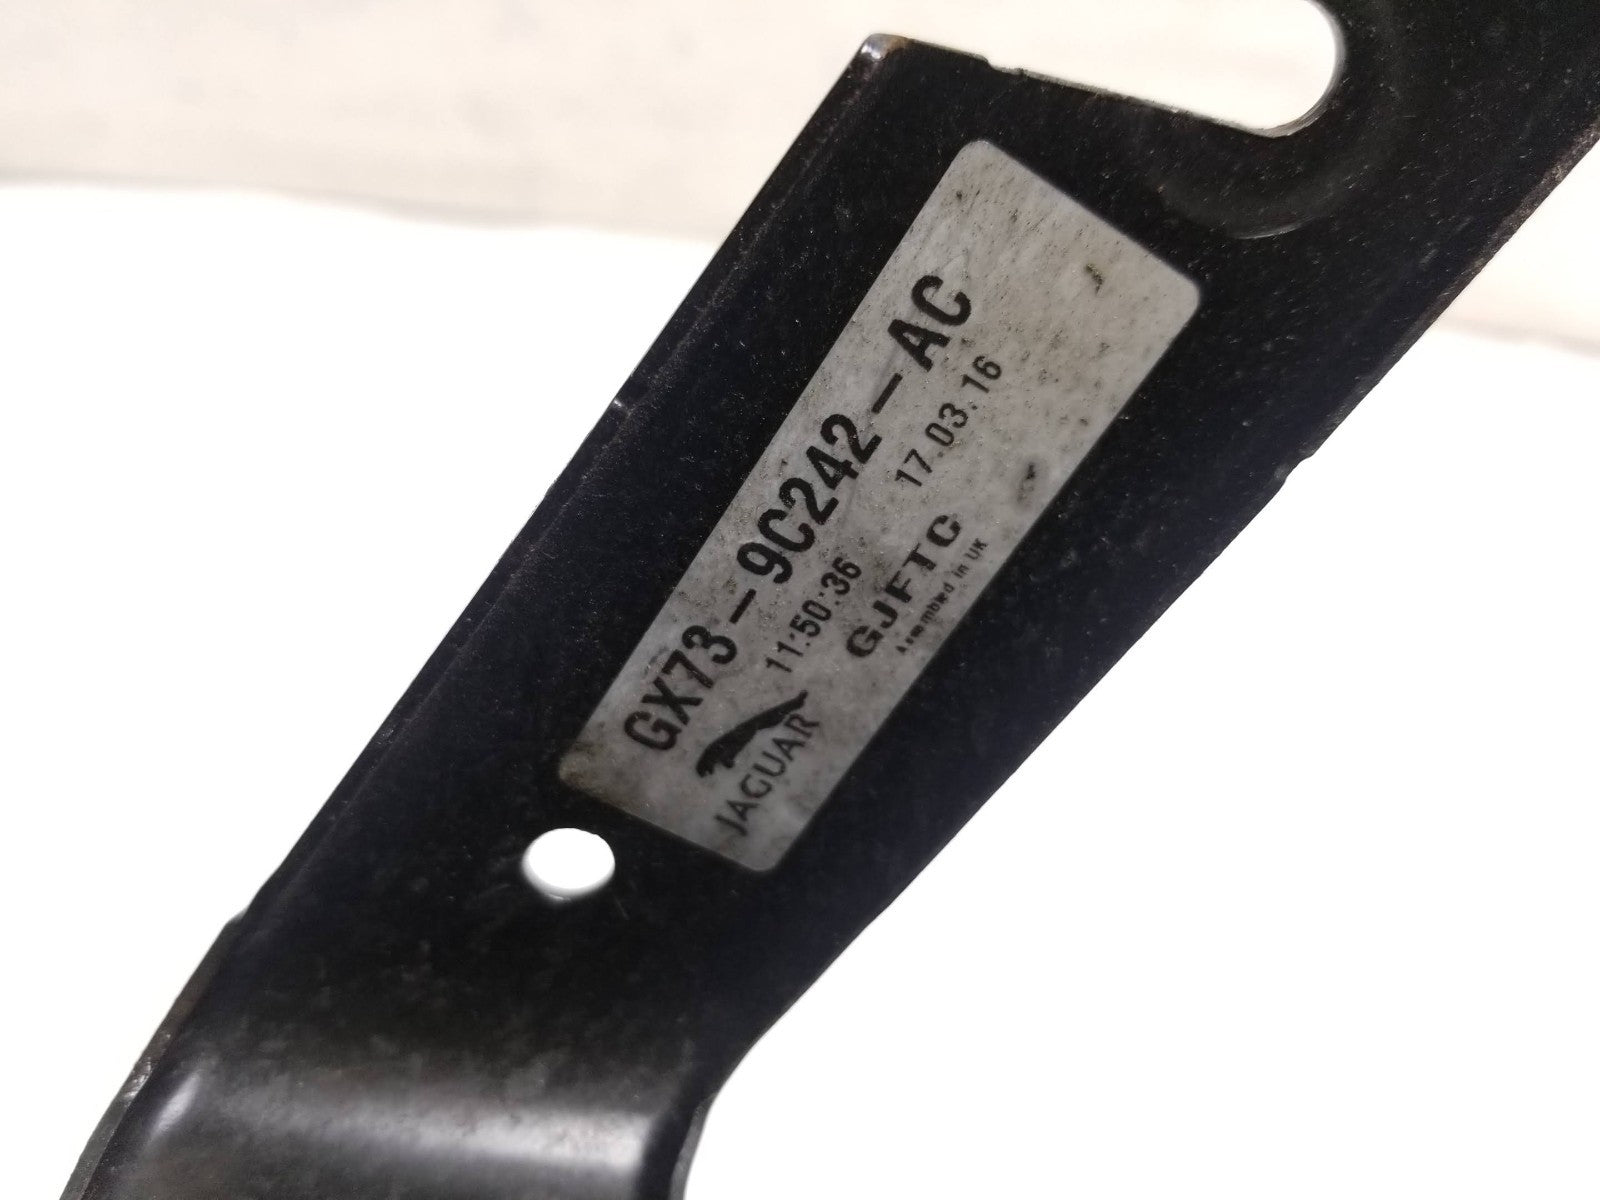 GX73-9C242-AC
11:50:36 17.03.16
JAGUAR
GJFTC
Assembled in UK